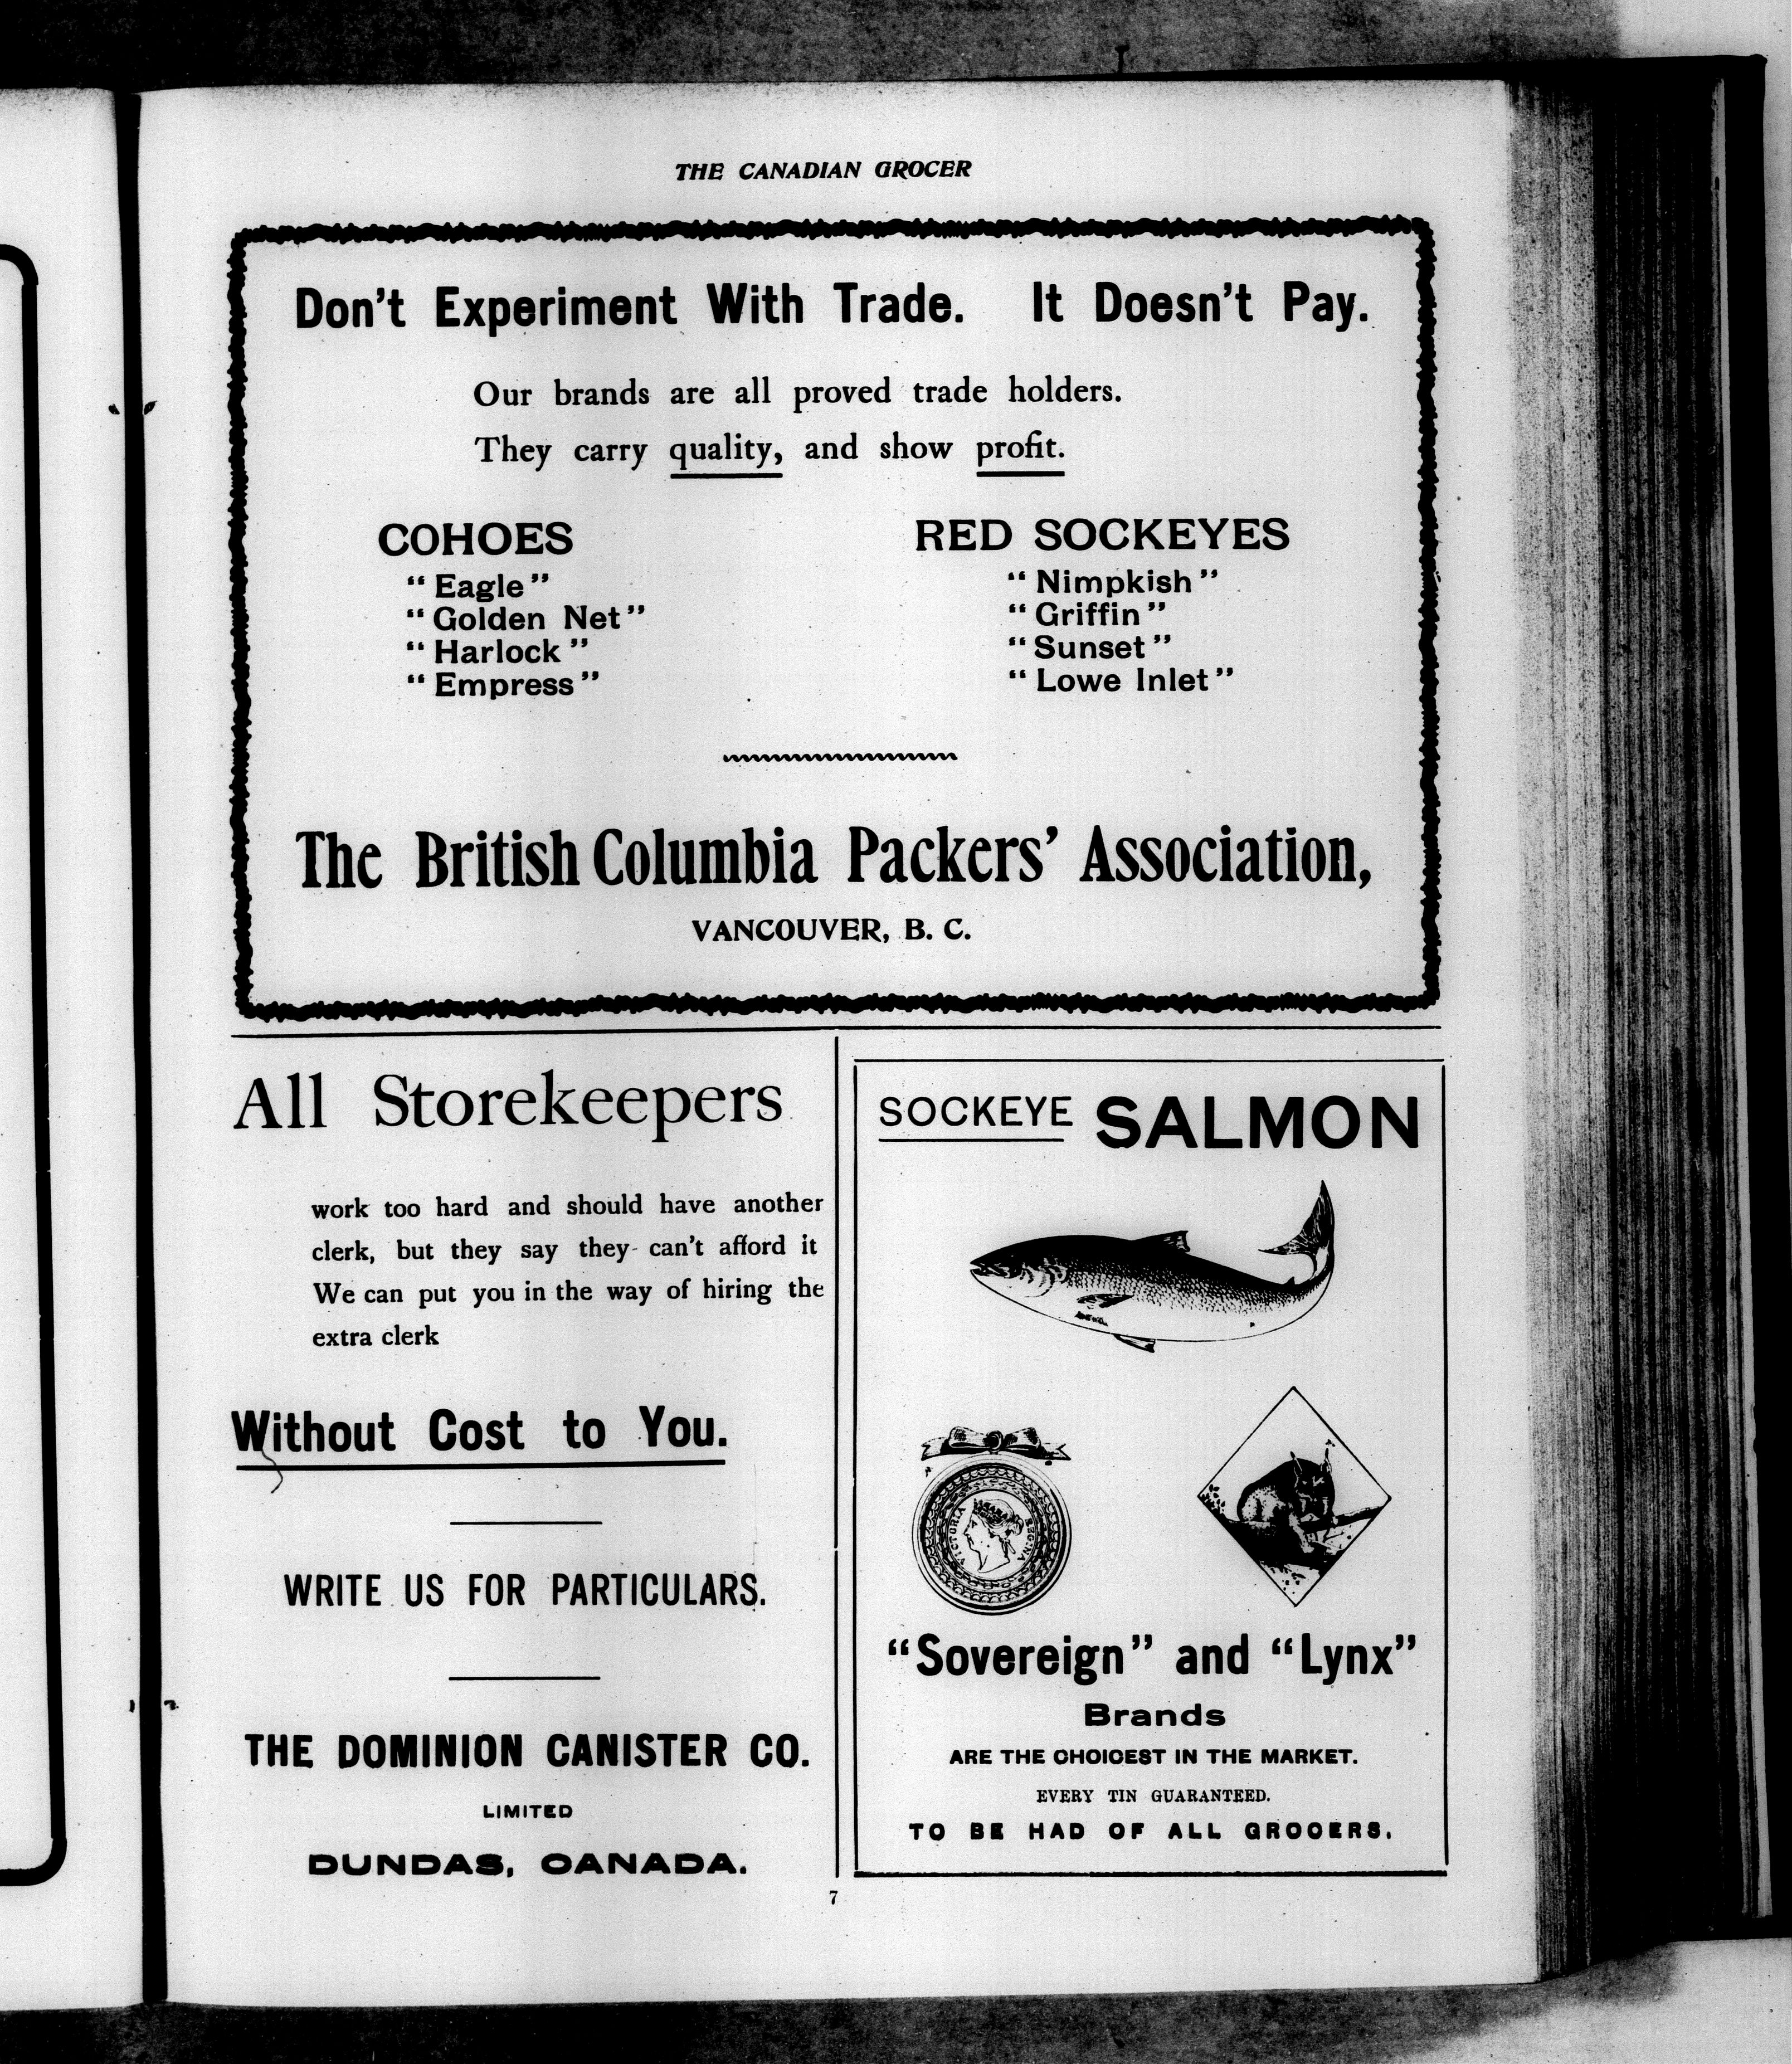 THE CANADIAN GROCER
Don't Experiment With Trade. It Doesn't Pay.
Our brands are all proved trade holders.
They carry quality, and show profit.
COHOES
“Eagle”
“Golden Net”
“Harlock”
“Empress”
RED SOCKEYES
“Nimpkish”
“Griffin”
“Sunset”
“Lowe Inlet”
The British Columbia Packers' Association,
VANCOUVER, B. C.
All Storekeepers
work too hard and should have another
clerk, but they say they can't afford it
We can put you in the way of hiring the
extra clerk
Without Cost to You.
WRITE US FOR PARTICULARS.
THE DOMINION CANISTER CO.
LIMITED
DUNDAS, CANADA.
SOCKEYE SALMON
VICTORIA REGINA
“Sovereign” and “Lynx”
Brands
ARE THE CHOICEST IN THE MARKET.
EVERY TIN GUARANTEED.
TO BE HAD OF ALL GROCERS.
7